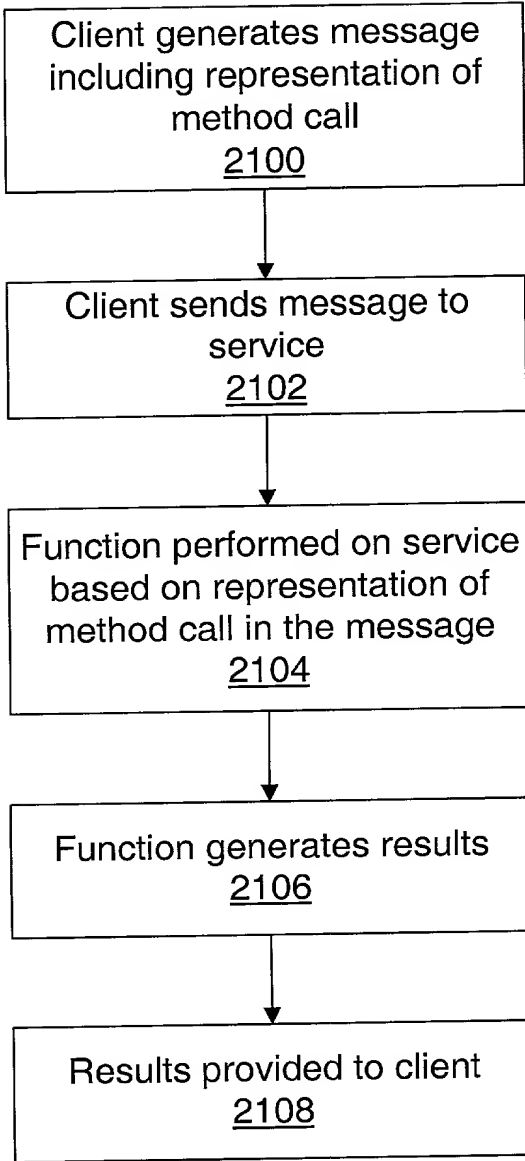 Client generates message
including representation of
method call
2100
Client sends message to
service
2102
Function performed on service
based on representation of
method call in the message
2104
Function generates results
2106
Results provided to client
2108